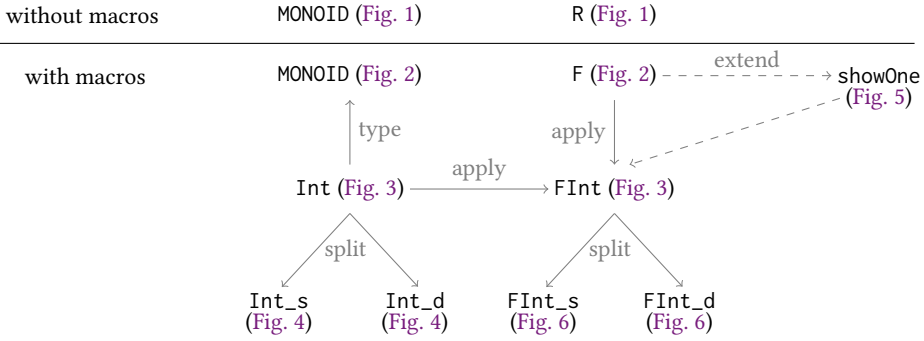 without macros MONOID (Fig. 1) R (Fig. 1)
with macros MONOID (Fig. 2) F (Fig. 2) extend showOne
(Fig. 5)
type apply
Int (Fig. 3) apply FInt (Fig. 3)
split split
Int_s Int_d FInt_s FInt_d
(Fig. 4) (Fig. 4) (Fig. 6) (Fig. 6)